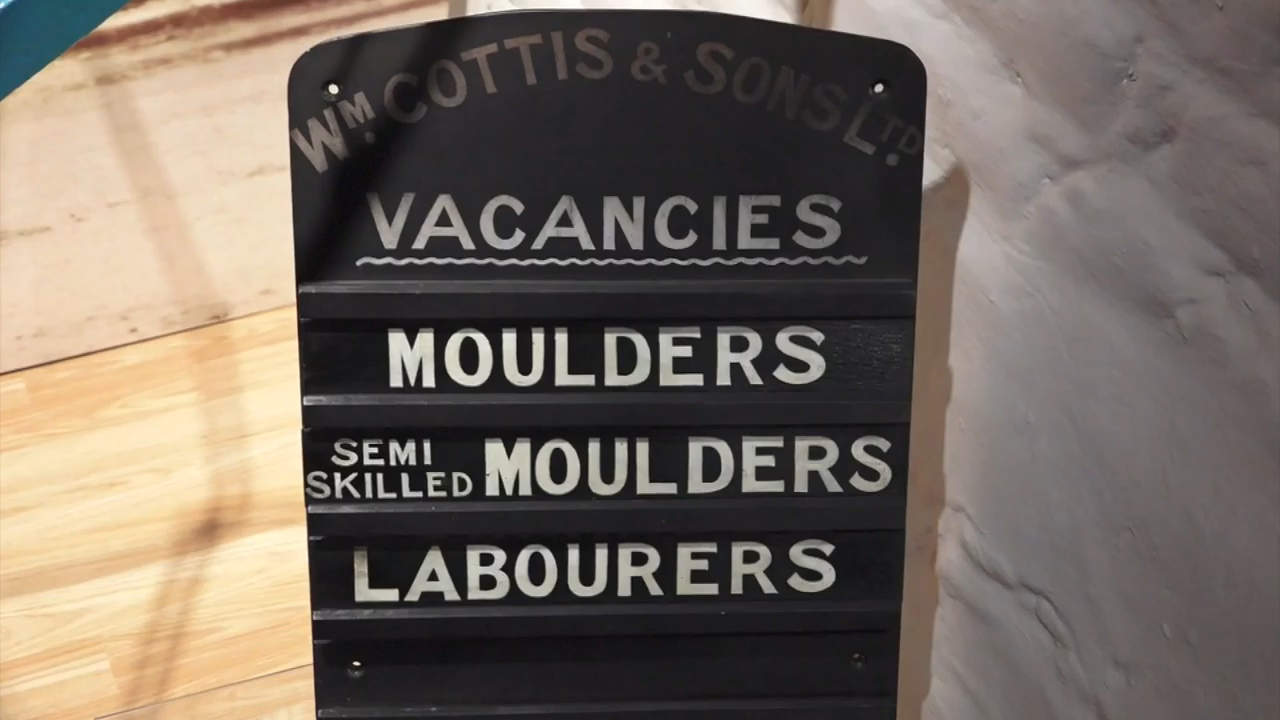 WM. COTTIS & SONS LTD.
VACANCIES
MOULDERS
SEMI SKILLED MOULDERS
LABOURERS